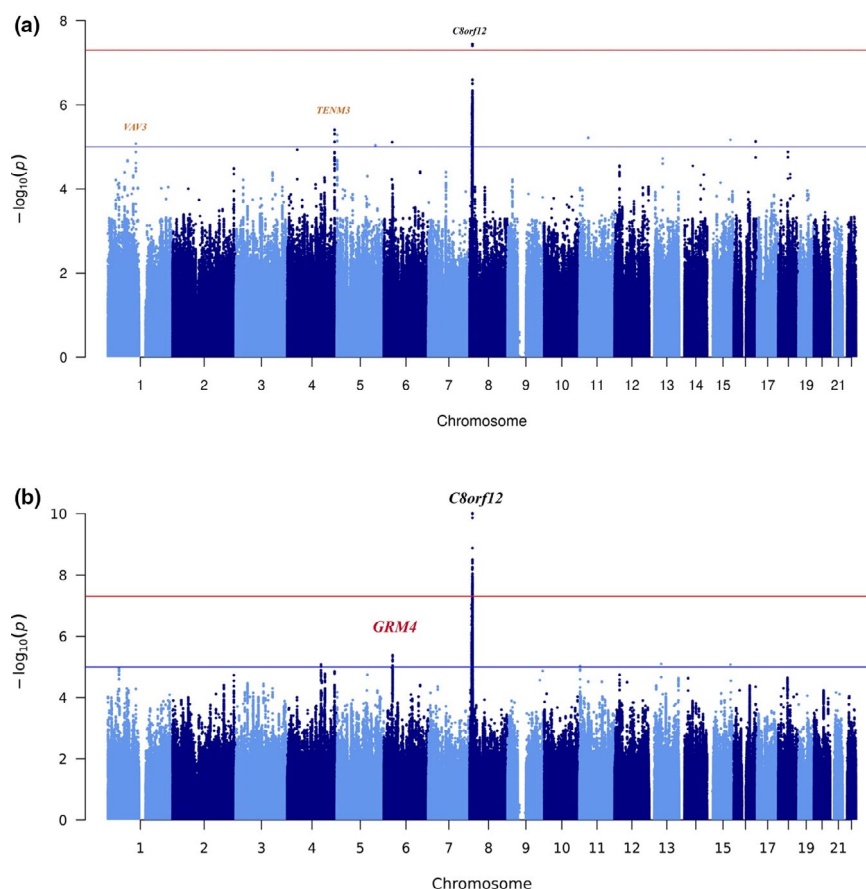 (a)
C8orf12
TENM3
VAV3
8
6
4
2
0
−log10(p)
1 2 3 4 5 6 7 8 9 10 11 12 13 14 15 17 19 21
Chromosome
(b)
C8orf12
GRM4
10
8
6
4
2
0
−log10(p)
1 2 3 4 5 6 7 8 9 10 11 12 13 15 17 19 21
Chromosome